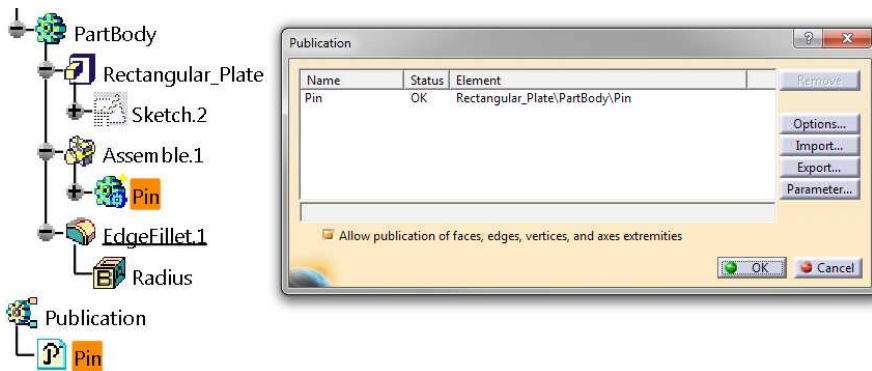 PartBody
Rectangular_Plate
Sketch.2
Assemble.1
Pin
EdgeFillet.1
Radius
Publication
Pin
Publication
Name Status Element
Pin OK Rectangular_Plate\PartBody\Pin
Remove
Options...
Import...
Export...
Parameter...
Allow publication of faces, edges, vertices, and axes extremities
OK Cancel